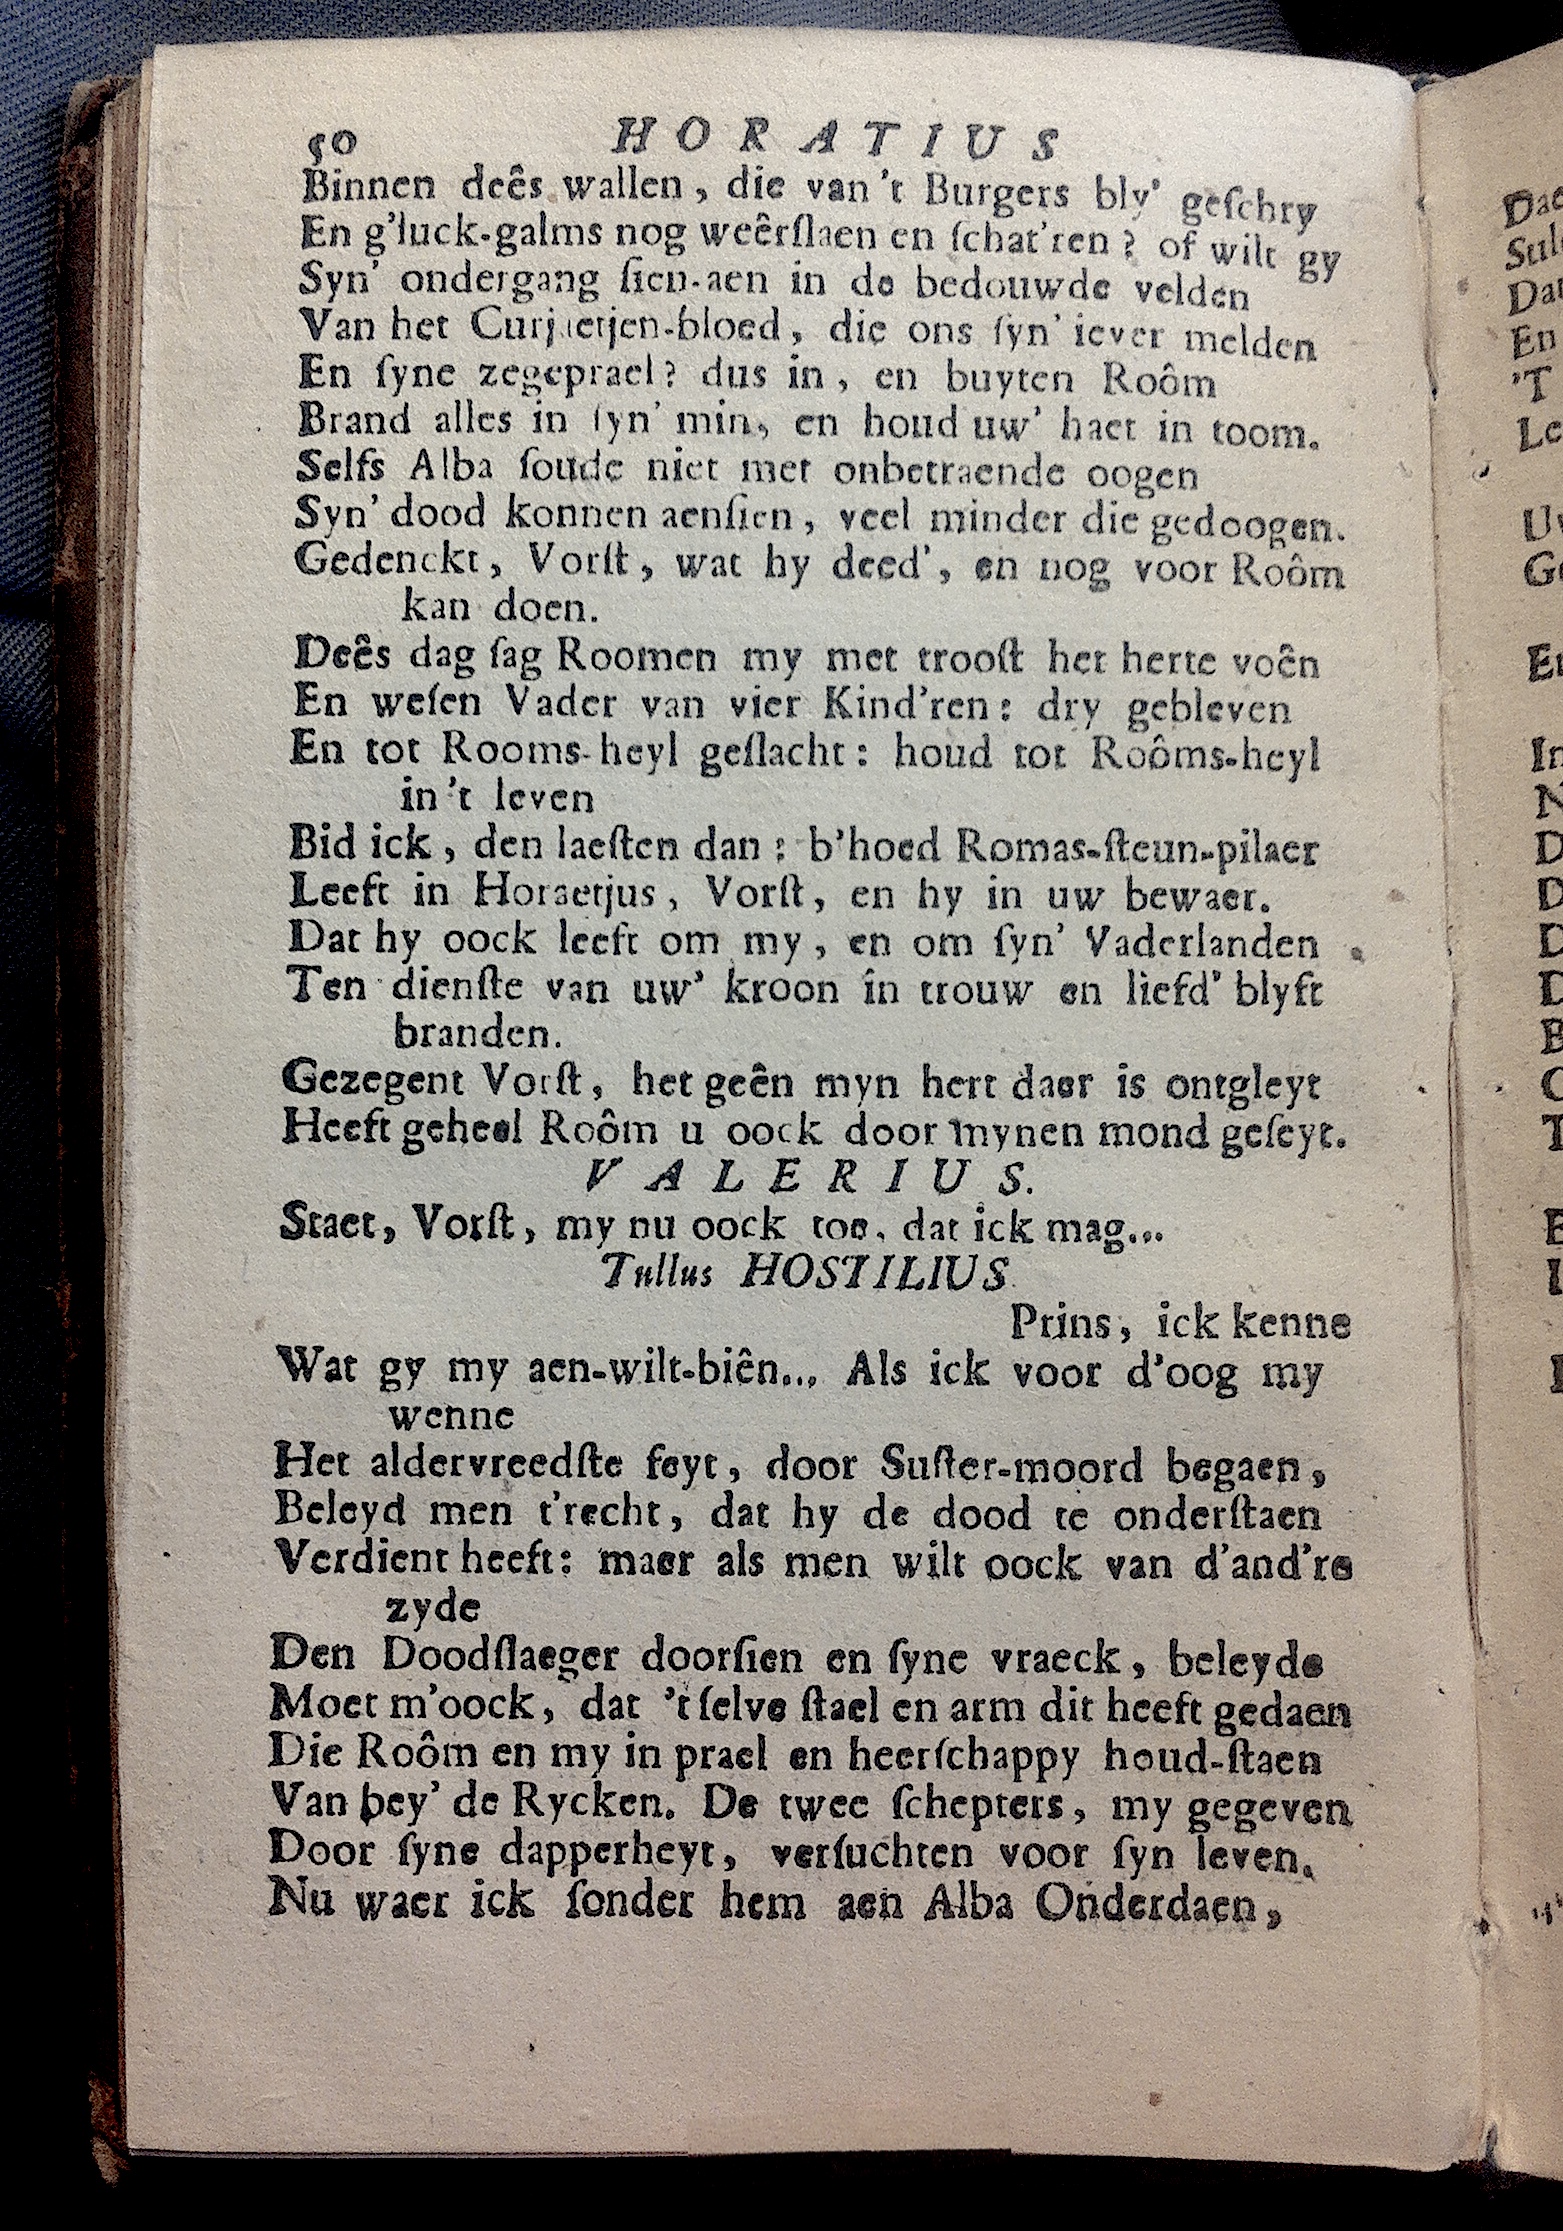 50 HORATIUS
Binnen deês wallen, die van 't Burgers bly' geſchry
En g'luck-galms nog weêrſlaen en ſchat'ren? of wilt gy
Syn' ondergang ſien-aen in de bedouwde velden
Van het Curjaetjen-bloed, die ons ſyn' iever melden
En ſyne zegeprael? dus in, en buyten Roôm
Brand alles in ſyn' min, en houd uw' haet in toom.
Selfs Alba ſoude niet met onbetraende oogen
Syn' dood konnen aenſien, veel minder die gedoogen.
Gedenckt, Vorſt, wat hy deed', en nog voor Roôm
kan doen.
Deês dag ſag Roomen my met trooſt het herte voên
En weſen Vader van vier Kind'ren: dry gebleven
En tot Rooms-heyl geſlacht: houd tot Roôms-heyl
in 't leven
Bid ick, den laeſten dan: b'hoed Romas-ſteun-pilaer
Leeft in Horaetjus, Vorſt, en hy in uw bewaer.
Dat hy oock leeft om my, en om ſyn' Vaderlanden
Ten dienſte van uw' kroon in trouw en liefd' blyft
branden.
Gezegent Vorſt, het geên myn hert daer is ontgleyt
Heeft geheel Roôm u oock door mynen mond geſeyt.
VALERIUS.
Staet, Vorſt, my nu oock toe, dat ick mag...
Tullus HOSTILIUS.
Prins, ick kenne
Wat gy my aen-wilt-biên... Als ick voor d'oog my
wenne
Het aldervreedſte feyt, door Suſter-moord begaen,
Beleyd men t'recht, dat hy de dood te onderſtaen
Verdient heeft: maer als men wilt oock van d'and're
zyde
Den Doodſlaeger doorſien en ſyne vraeck, beleyde
Moet m'oock, dat 't ſelve ſtael en arm dit heeft gedaen
Die Roôm en my in prael en heerſchappy houd-ſtaen
Van bey' de Rycken. De twee ſchepters, my gegeven
Door ſyne dapperheyt, verſuchten voor ſyn leven.
Nu waer ick ſonder hem aen Alba Onderdaen,